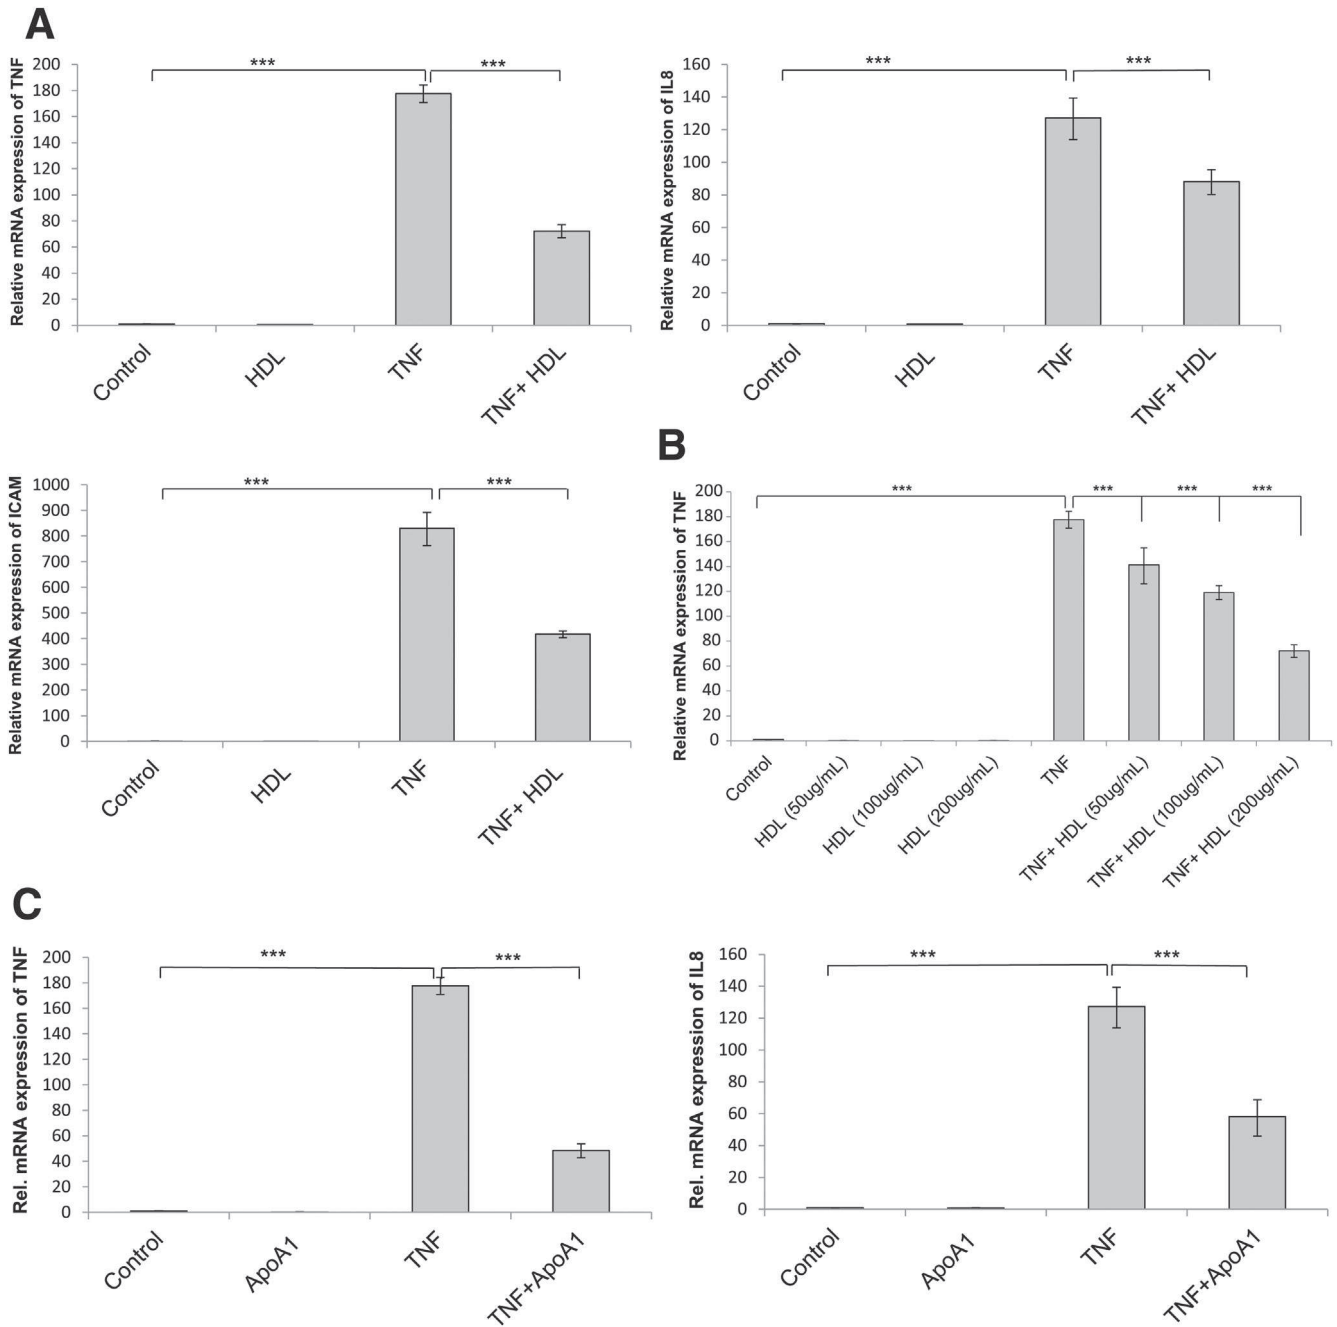 A
Relative mRNA expression of TNF
200
180
160
140
120
100
80
60
40
20
0
***
***
Control
HDL
TNF
TNF+ HDL
Relative mRNA expression of IL8
160
140
120
100
80
60
40
20
0
***
***
Control
HDL
TNF
TNF+ HDL
Relative mRNA expression of ICAM
1000
900
800
700
600
500
400
300
200
100
0
***
***
Control
HDL
TNF
TNF+ HDL
B
Relative mRNA expression of TNF
200
180
160
140
120
100
80
60
40
20
0
***
***
***
***
Control
HDL (50ug/mL)
HDL (100ug/mL)
HDL (200ug/mL)
TNF
TNF+ HDL (50ug/mL)
TNF+ HDL (100ug/mL)
TNF+ HDL (200ug/mL)
C
Rel. mRNA expression of TNF
200
180
160
140
120
100
80
60
40
20
0
***
***
Control
ApoA1
TNF
TNF+ApoA1
Rel. mRNA expression of IL8
160
140
120
100
80
60
40
20
0
***
***
Control
ApoA1
TNF
TNF+ApoA1